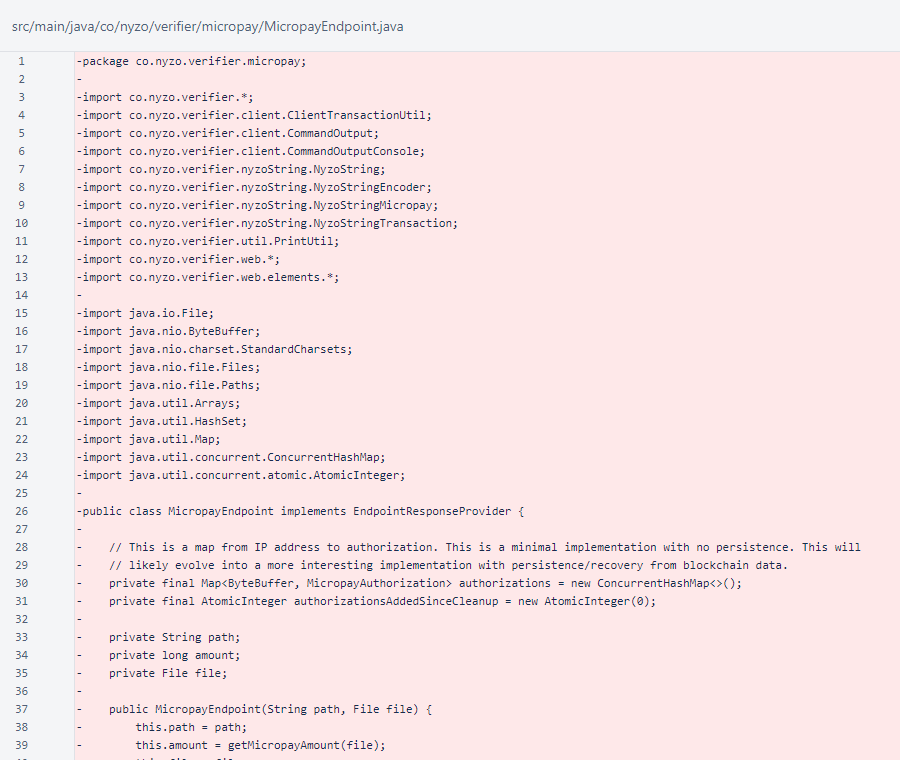 src/main/java/co/nyzo/verifier/micropay/MicropayEndpoint.java
1 -package co.nyzo.verifier.micropay;
2 -
3 -import co.nyzo.verifier.*;
4 -import co.nyzo.verifier.client.ClientTransactionUtil;
5 -import co.nyzo.verifier.client.CommandOutput;
6 -import co.nyzo.verifier.client.CommandOutputConsole;
7 -import co.nyzo.verifier.nyzoString.NyzoString;
8 -import co.nyzo.verifier.nyzoString.NyzoStringEncoder;
9 -import co.nyzo.verifier.nyzoString.NyzoStringMicropay;
10 -import co.nyzo.verifier.nyzoString.NyzoStringTransaction;
11 -import co.nyzo.verifier.util.PrintUtil;
12 -import co.nyzo.verifier.web.*;
13 -import co.nyzo.verifier.web.elements.*;
14 -
15 -import java.io.File;
16 -import java.nio.ByteBuffer;
17 -import java.nio.charset.StandardCharsets;
18 -import java.nio.file.Files;
19 -import java.nio.file.Paths;
20 -import java.util.Arrays;
21 -import java.util.HashSet;
22 -import java.util.Map;
23 -import java.util.concurrent.ConcurrentHashMap;
24 -import java.util.concurrent.atomic.AtomicInteger;
25 -
26 -public class MicropayEndpoint implements EndpointResponseProvider {
27 -
28 -    // This is a map from IP address to authorization. This is a minimal implementation with no persistence. This will
29 -    // likely evolve into a more interesting implementation with persistence/recovery from blockchain data.
30 -    private final Map<ByteBuffer, MicropayAuthorization> authorizations = new ConcurrentHashMap<>();
31 -    private final AtomicInteger authorizationsAddedSinceCleanup = new AtomicInteger(0);
32 -
33 -    private String path;
34 -    private long amount;
35 -    private File file;
36 -
37 -    public MicropayEndpoint(String path, File file) {
38 -        this.path = path;
39 -        this.amount = getMicropayAmount(file);